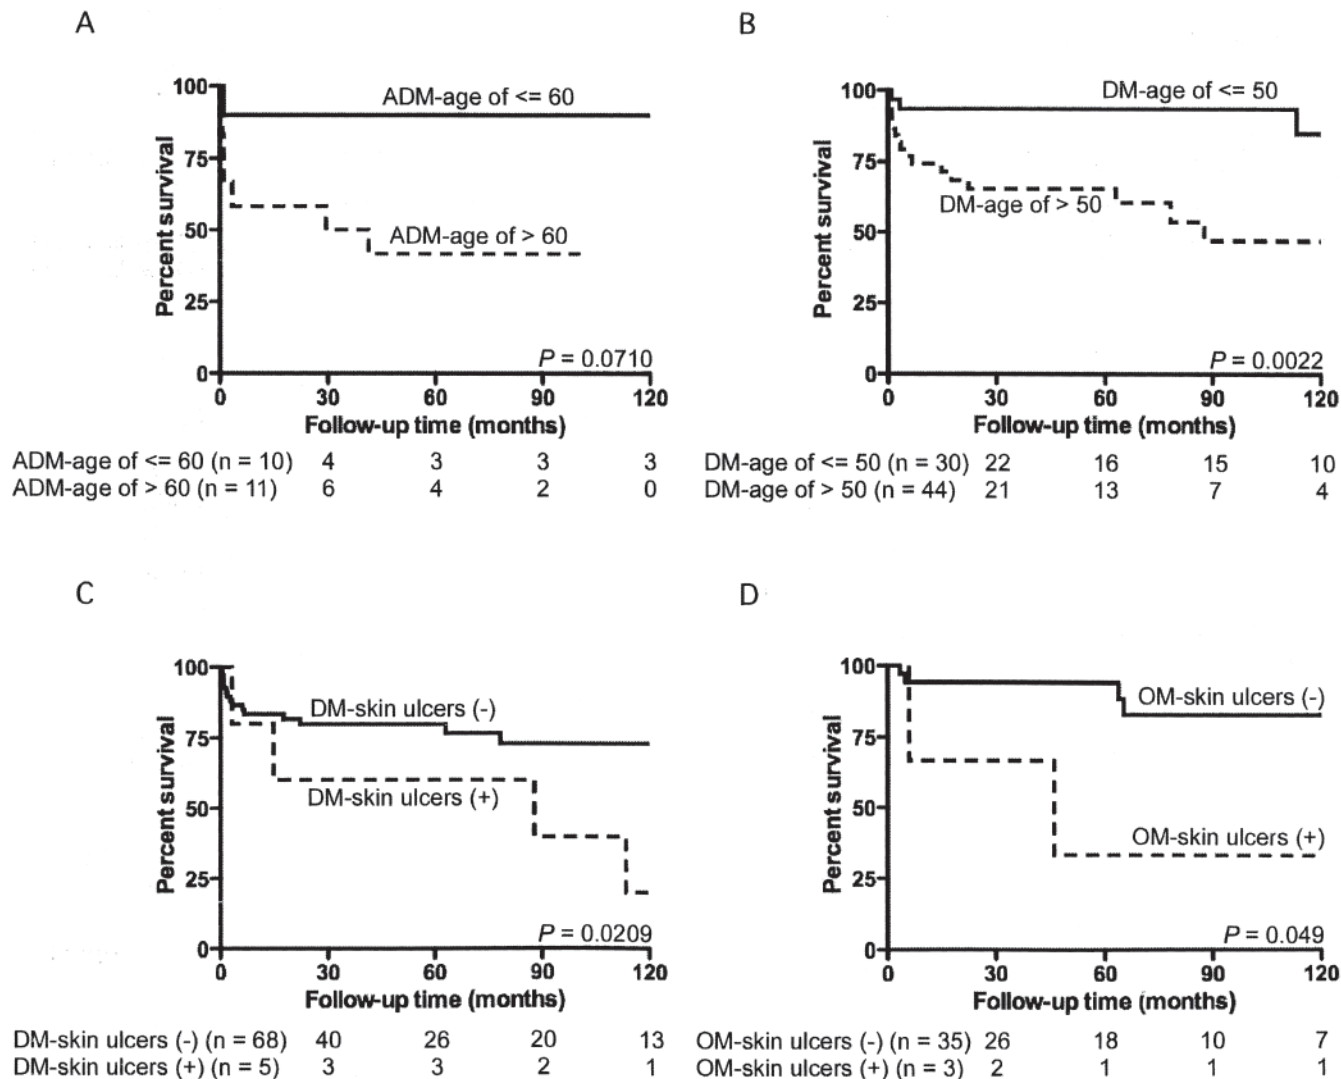 A
100
75
50
25
0
Percent survival
ADM-age of <= 60
ADM-age of > 60
P = 0.0710
0 30 60 90 120
Follow-up time (months)
ADM-age of <= 60 (n = 10) 4 3 3 3
ADM-age of > 60 (n = 11) 6 4 2 0
B
100
75
50
25
0
Percent survival
DM-age of <= 50
DM-age of > 50
P = 0.0022
0 30 60 90 120
Follow-up time (months)
DM-age of <= 50 (n = 30) 22 16 15 10
DM-age of > 50 (n = 44) 21 13 7 4
C
100
75
50
25
0
Percent survival
DM-skin ulcers (-)
DM-skin ulcers (+)
P = 0.0209
0 30 60 90 120
Follow-up time (months)
DM-skin ulcers (-) (n = 68) 40 26 20 13
DM-skin ulcers (+) (n = 5) 3 3 2 1
D
100
75
50
25
0
Percent survival
OM-skin ulcers (-)
OM-skin ulcers (+)
P = 0.049
0 30 60 90 120
Follow-up time (months)
OM-skin ulcers (-) (n = 35) 26 18 10 7
OM-skin ulcers (+) (n = 3) 2 1 1 1